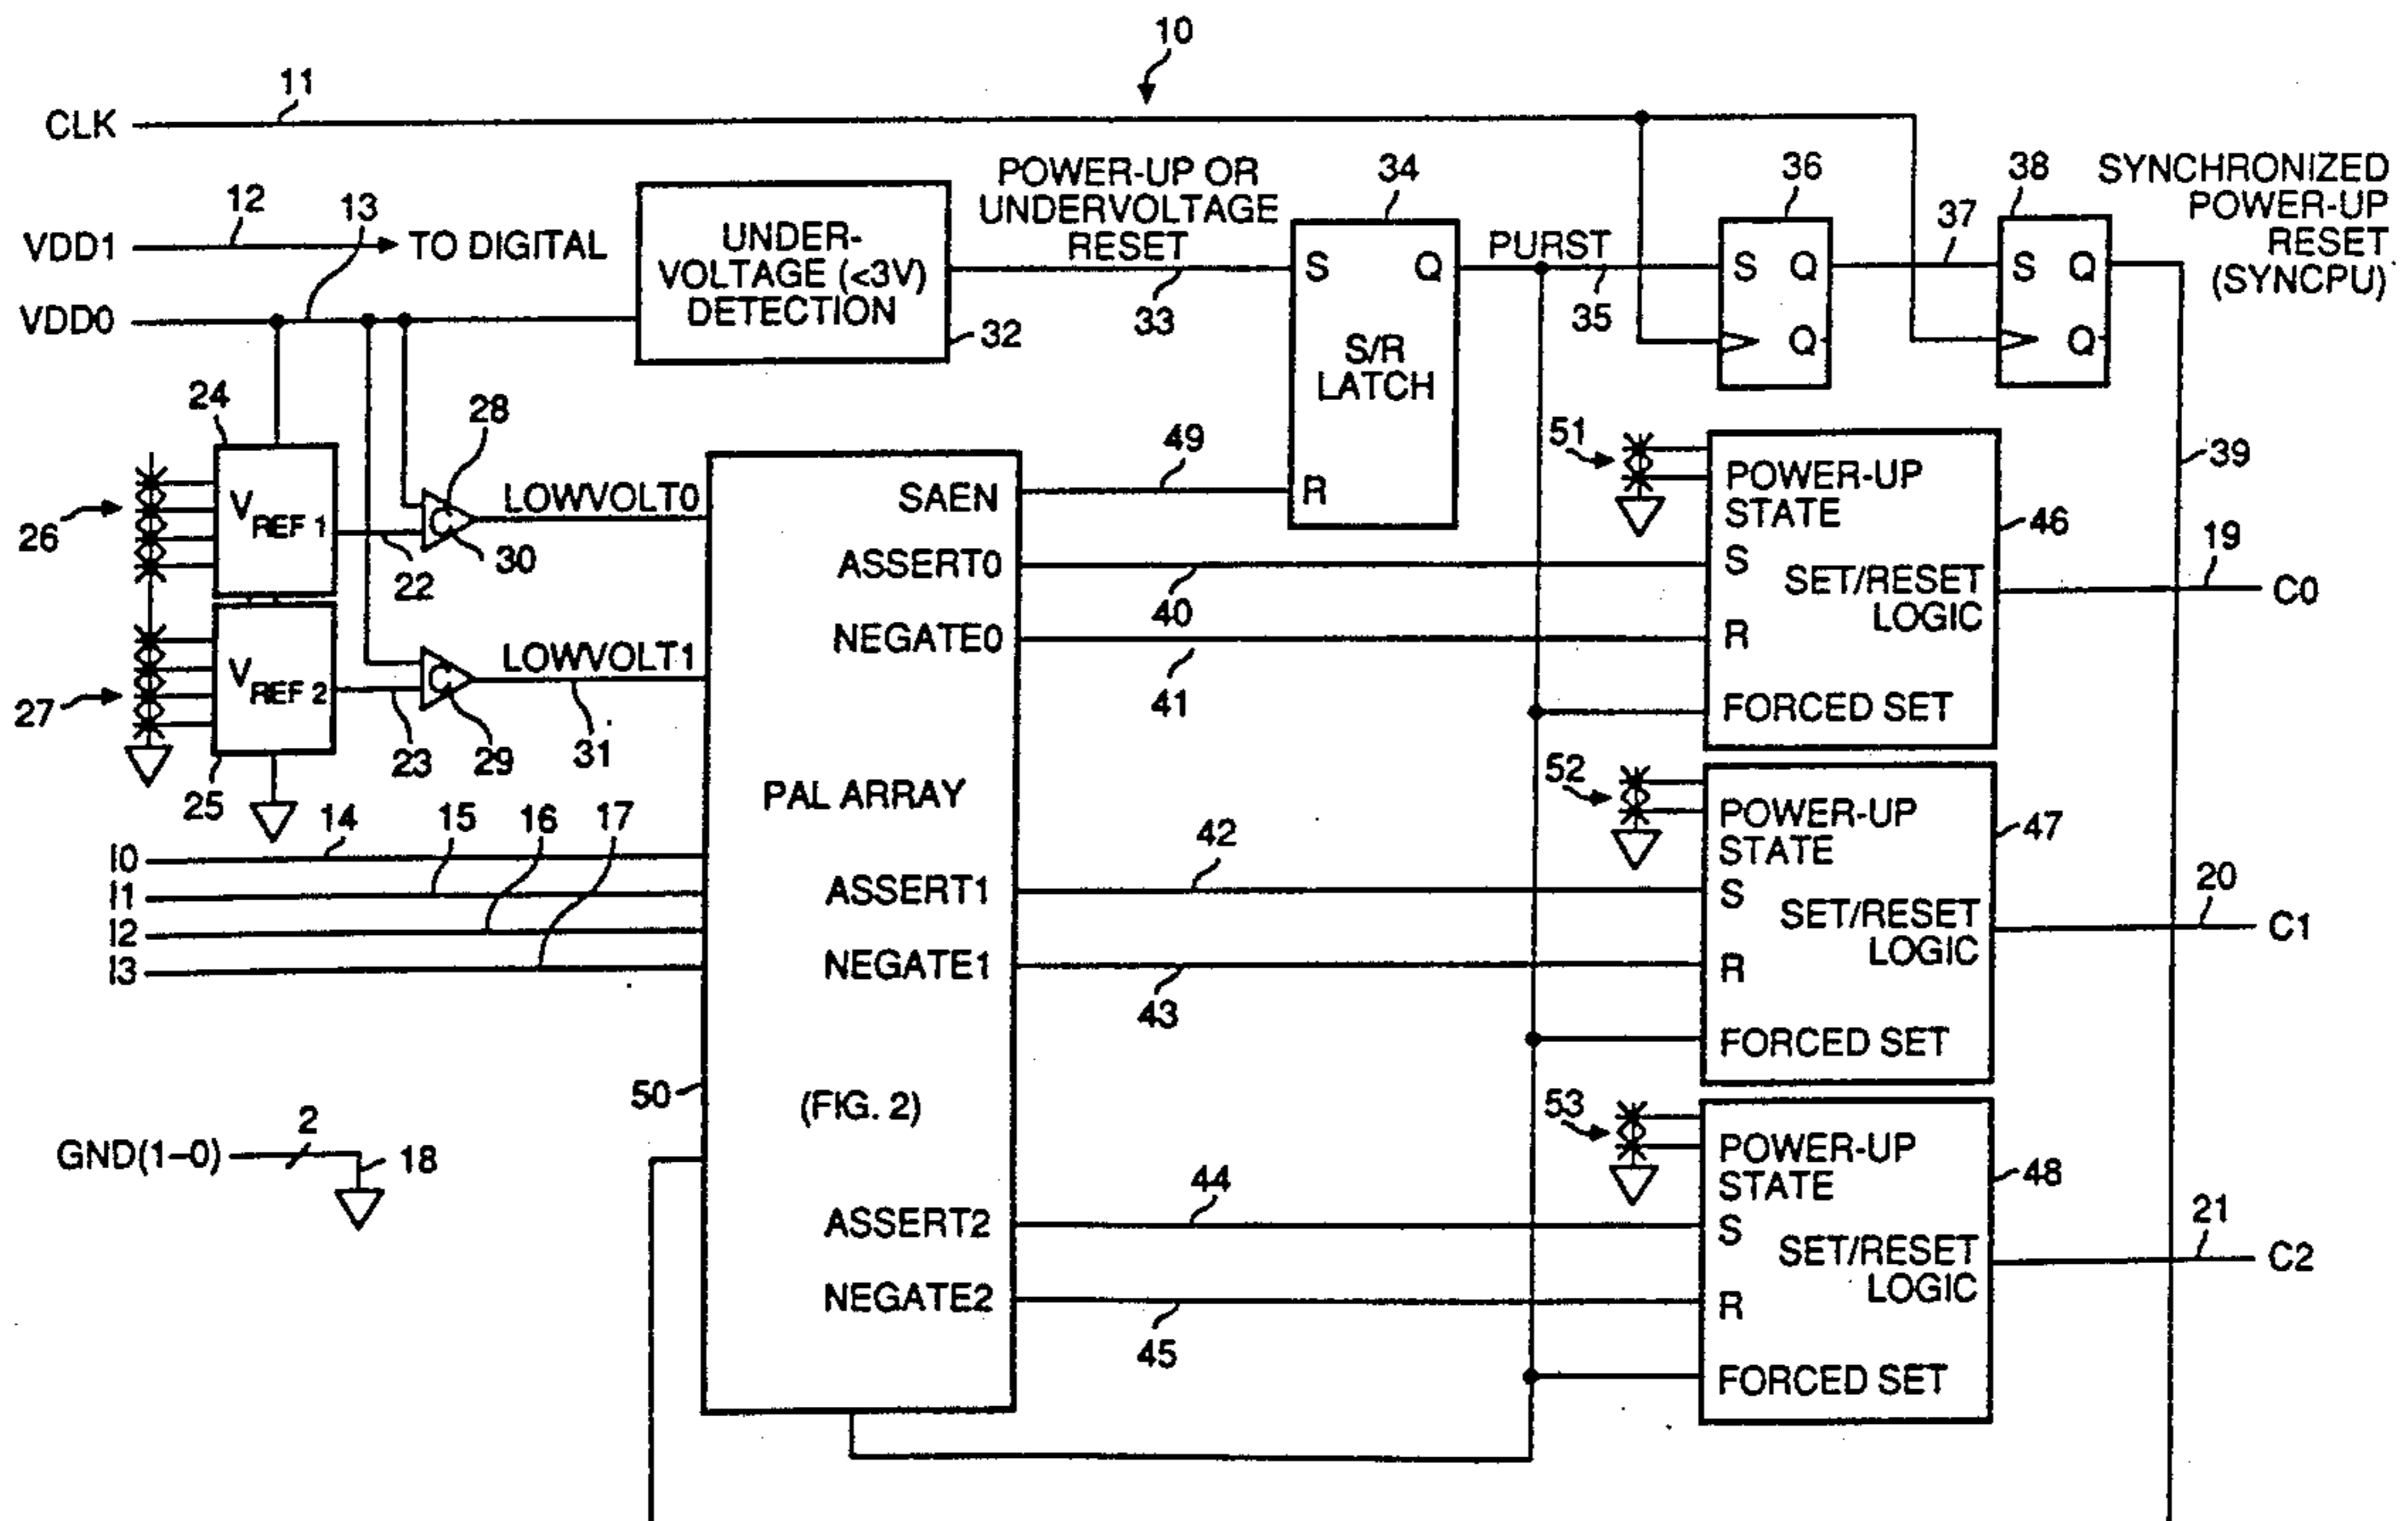 10
11
CLK
POWER-UP OR
UNDERVOLTAGE
RESET
34
36
38
SYNCHRONIZED
POWER-UP
RESET
(SYNCPU)
12
13
VDD1
TO DIGITAL
VDD0
UNDER-
VOLTAGE (<3V)
DETECTION
32
33
S
Q
S/R
LATCH
R
PURST
35
S
Q
Q
37
S
Q
Q
39
24
28
26
V REF 1
22
30
LOWVOLT0
49
27
V REF 2
23
29
31
LOWVOLT1
25
14
15
16
17
I0
I1
I2
I3
GND(1-0)
2
18
50
SAEN
ASSERT0
NEGATE0
PAL ARRAY
ASSERT1
NEGATE1
(FIG. 2)
ASSERT2
NEGATE2
40
41
42
43
44
45
51
POWER-UP
STATE
S
SET/RESET
LOGIC
R
FORCED SET
46
19
C0
52
POWER-UP
STATE
S
SET/RESET
LOGIC
R
FORCED SET
47
20
C1
53
POWER-UP
STATE
S
SET/RESET
LOGIC
R
FORCED SET
48
21
C2